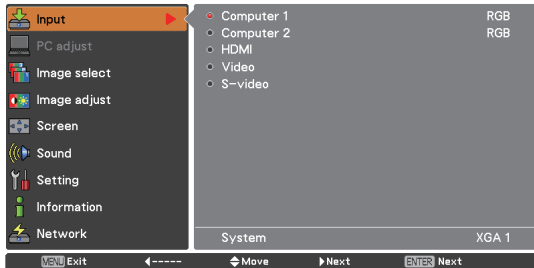 Input
PC adjust
Image select
Image adjust
Screen
Sound
Setting
Information
Network
Computer 1 RGB
Computer 2 RGB
HDMI
Video
S-video
System XGA 1
MENU Exit ◀----- Move Next ENTER Next